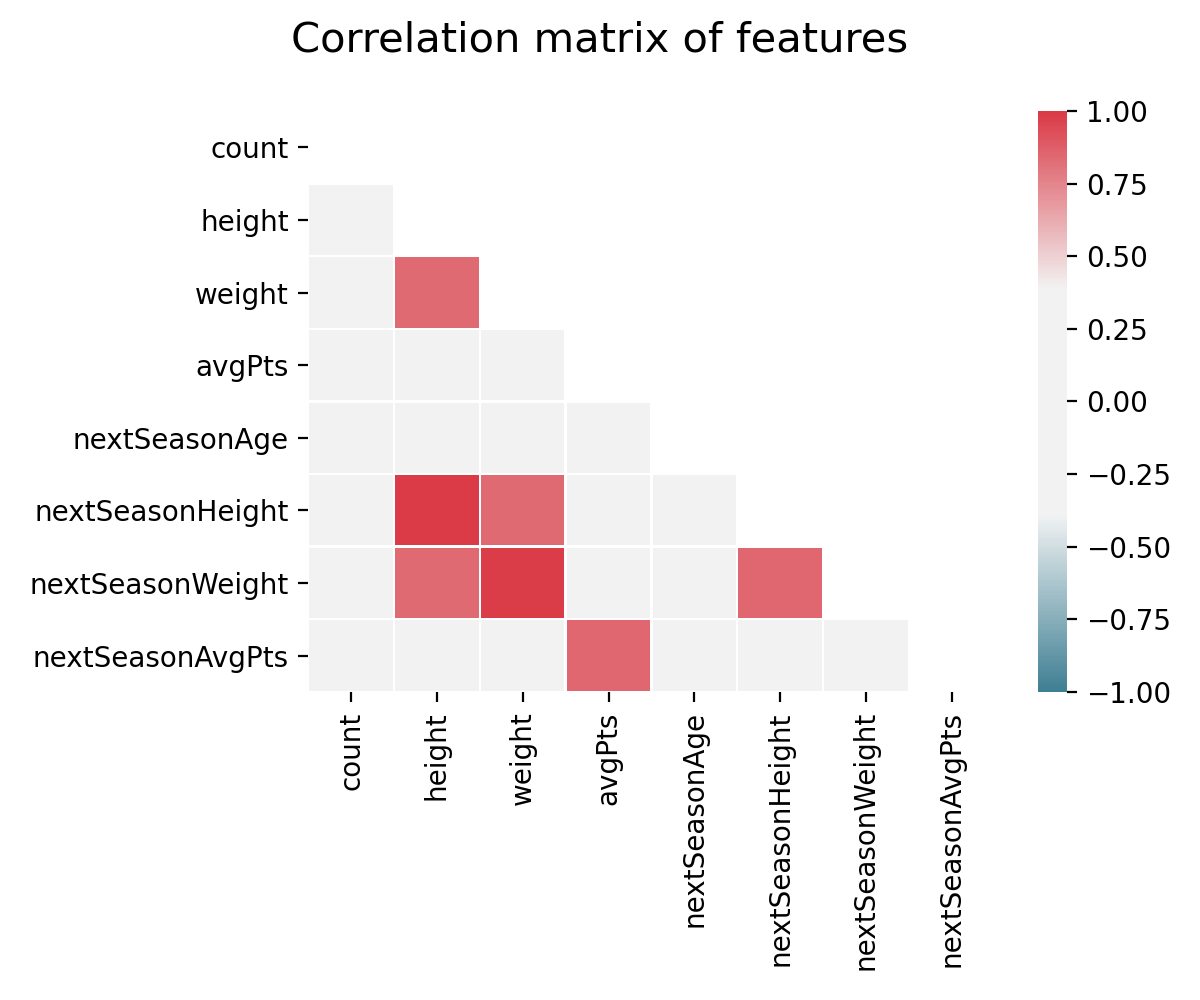 Correlation matrix of features
count
height
weight
avgPts
nextSeasonAge
nextSeasonHeight
nextSeasonWeight
nextSeasonAvgPts
count
height
weight
avgPts
nextSeasonAge
nextSeasonHeight
nextSeasonWeight
nextSeasonAvgPts
1.00
0.75
0.50
0.25
0.00
−0.25
−0.50
−0.75
−1.00